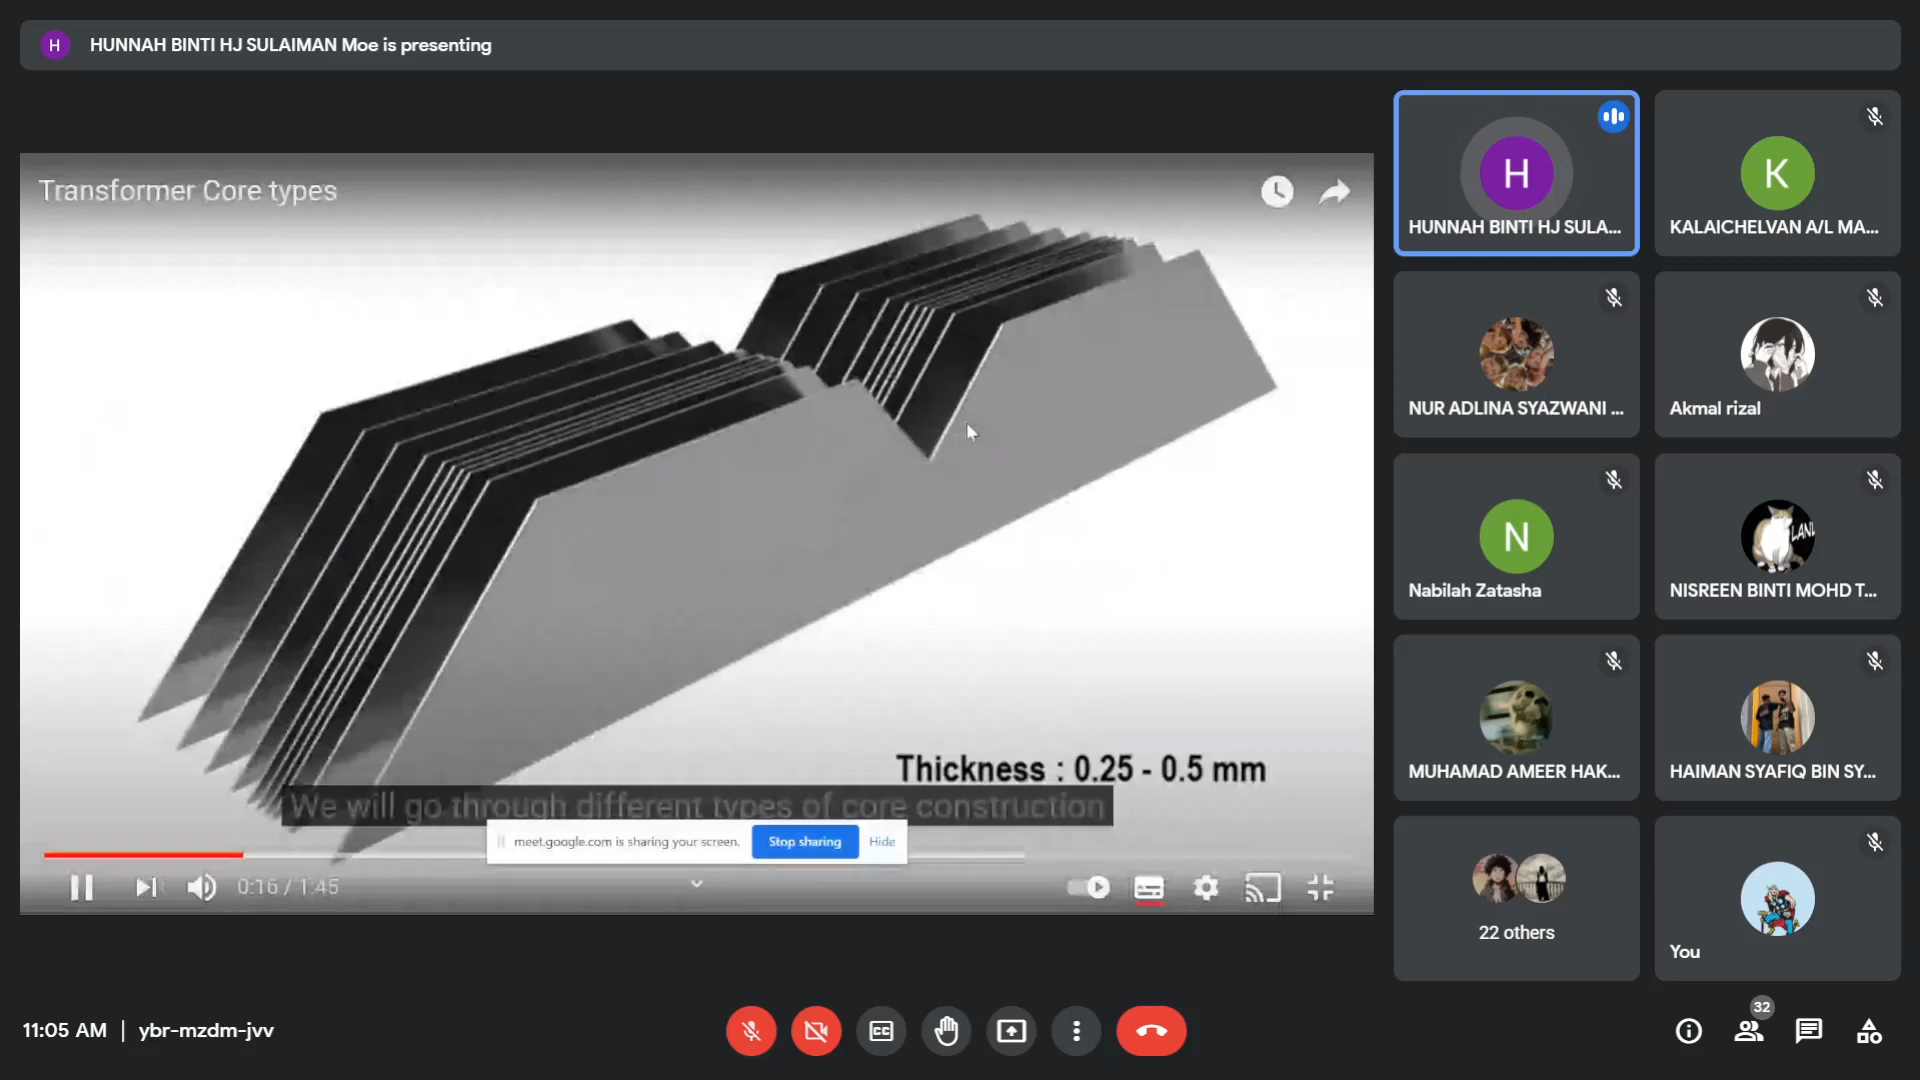 H HUNNAH BINTI HJ SULAIMAN Moe is presenting
Transformer Core types
Thickness : 0.25 - 0.5 mm
We will go through different types of core construction
meet.google.com is sharing your screen. Stop sharing Hide
0:16 / 1:45
H
HUNNAH BINTI HJ SULA...
K
KALAICHELVAN A/L MA...
NUR ADLINA SYAZWANI ...
Akmal rizal
N
Nabilah Zatasha
LANL
NISREEN BINTI MOHD T...
MUHAMAD AMEER HAK...
HAIMAN SYAFIQ BIN SY...
22 others
You
11:05 AM | ybr-mzdm-jvv
CC
32